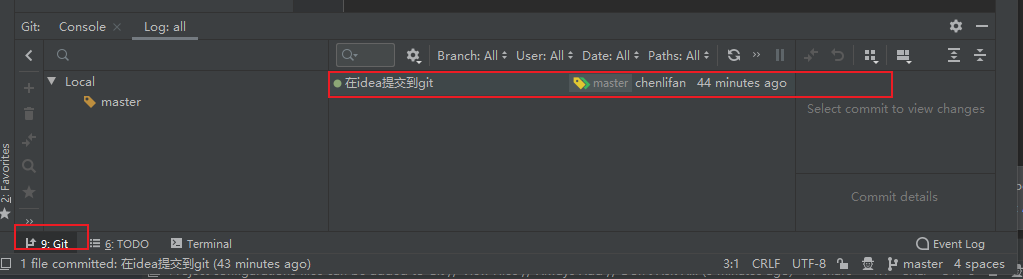 Git: Console Log: all
Branch: All User: All Date: All Paths: All
Local
master
在idea提交到git master chenlifan 44 minutes ago
Select commit to view changes
Commit details
2: Favorites
9: Git 6: TODO Terminal Event Log
1 file committed: 在idea提交到git (43 minutes ago) 3:1 CRLF UTF-8 master 4 spaces